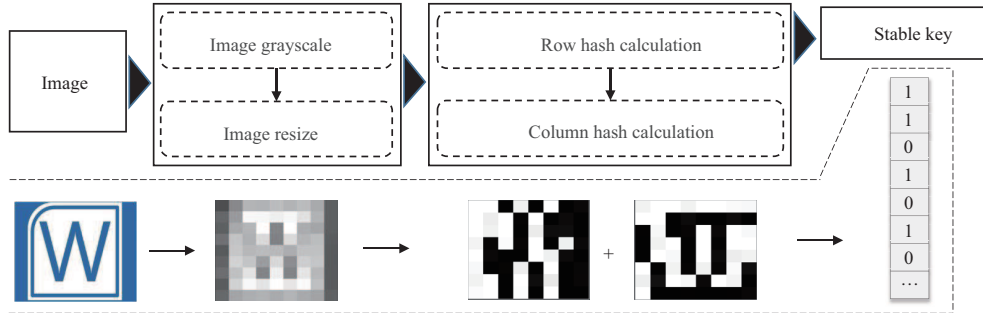 Image
Image grayscale
Image resize
Row hash calculation
Column hash calculation
Stable key
W
+
1
1
0
1
0
1
0
...